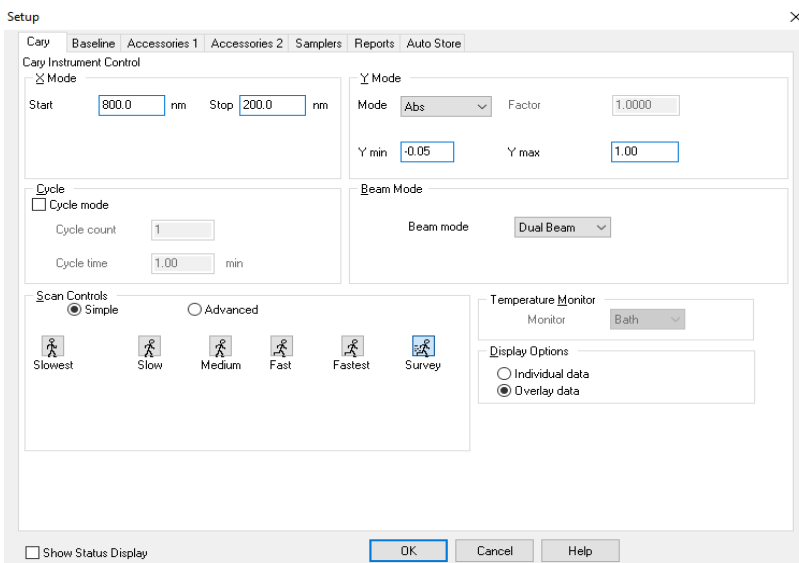 Setup
Cary Baseline Accessories 1 Accessories 2 Samplers Reports Auto Store
Cary Instrument Control
X Mode
Start 800.0 nm Stop 200.0 nm
Y Mode
Mode Abs Factor 1.0000
Y min -0.05 Y max 1.00
Cycle
Cycle mode
Cycle count 1
Cycle time 1.00 min
Beam Mode
Beam mode Dual Beam
Scan Controls
Simple Advanced
Slowest Slow Medium Fast Fastest Survey
Temperature Monitor
Monitor Bath
Display Options
Individual data
Overlay data
Show Status Display
OK Cancel Help